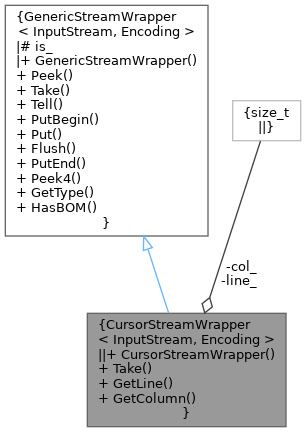 {GenericStreamWrapper
< InputStream, Encoding >
|# is_
|+ GenericStreamWrapper()
+ Peek()
+ Take()
+ Tell()
+ PutBegin()
+ Put()
+ Flush()
+ PutEnd()
+ Peek4()
+ GetType()
+ HasBOM()
}
{size_t
||}
-col_
-line_
{CursorStreamWrapper
< InputStream, Encoding >
||+ CursorStreamWrapper()
+ Take()
+ GetLine()
+ GetColumn()
}